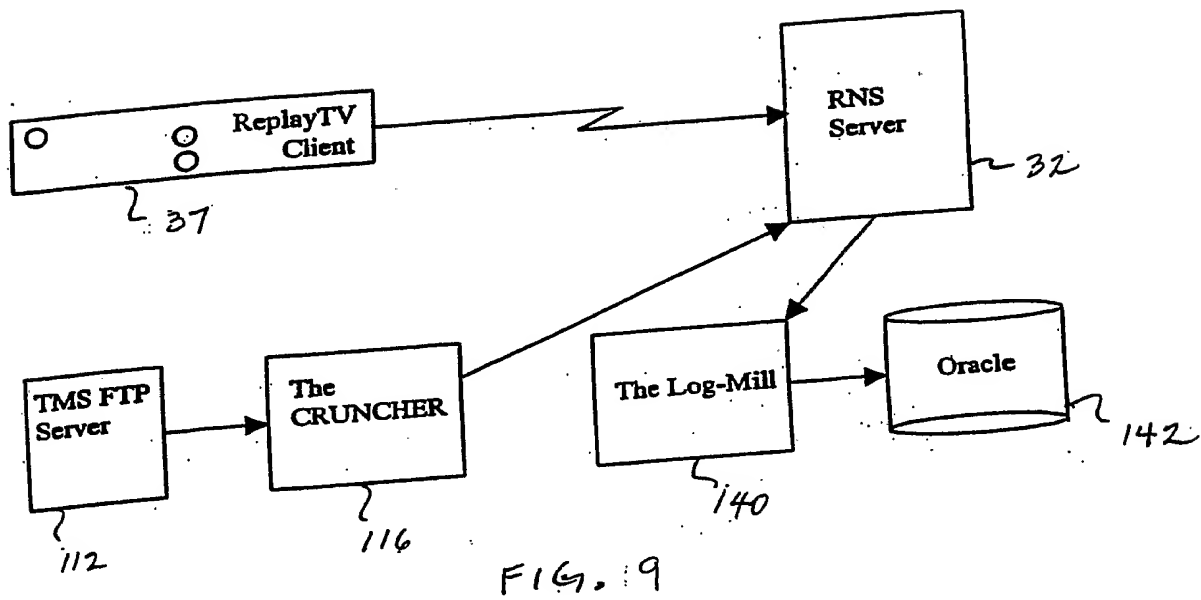 ReplayTV
Client
37
RNS
Server
32
TMS FTP
Server
112
The
CRUNCHER
116
The Log-Mill
140
Oracle
142
FIG. 9